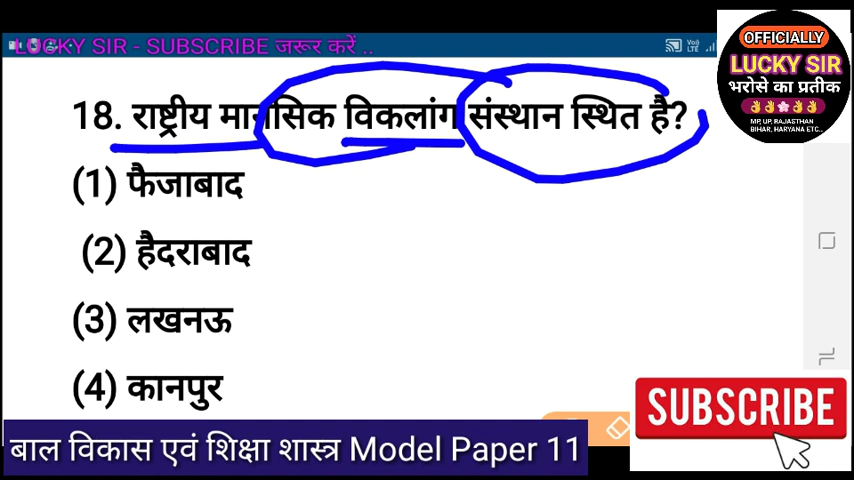 LUCKY SIR - SUBSCRIBE जरूर करें ..
OFFICIALLY
LUCKY SIR
भरोसे का प्रतीक
MP, UP, RAJASTHAN
BIHAR, HARYANA ETC..
18. राष्ट्रीय मानसिक विकलांग संस्थान स्थित है?
(1) फैजाबाद
(2) हैदराबाद
(3) लखनऊ
(4) कानपुर
SUBSCRIBE
बाल विकास एवं शिक्षा शास्त्र Model Paper 11